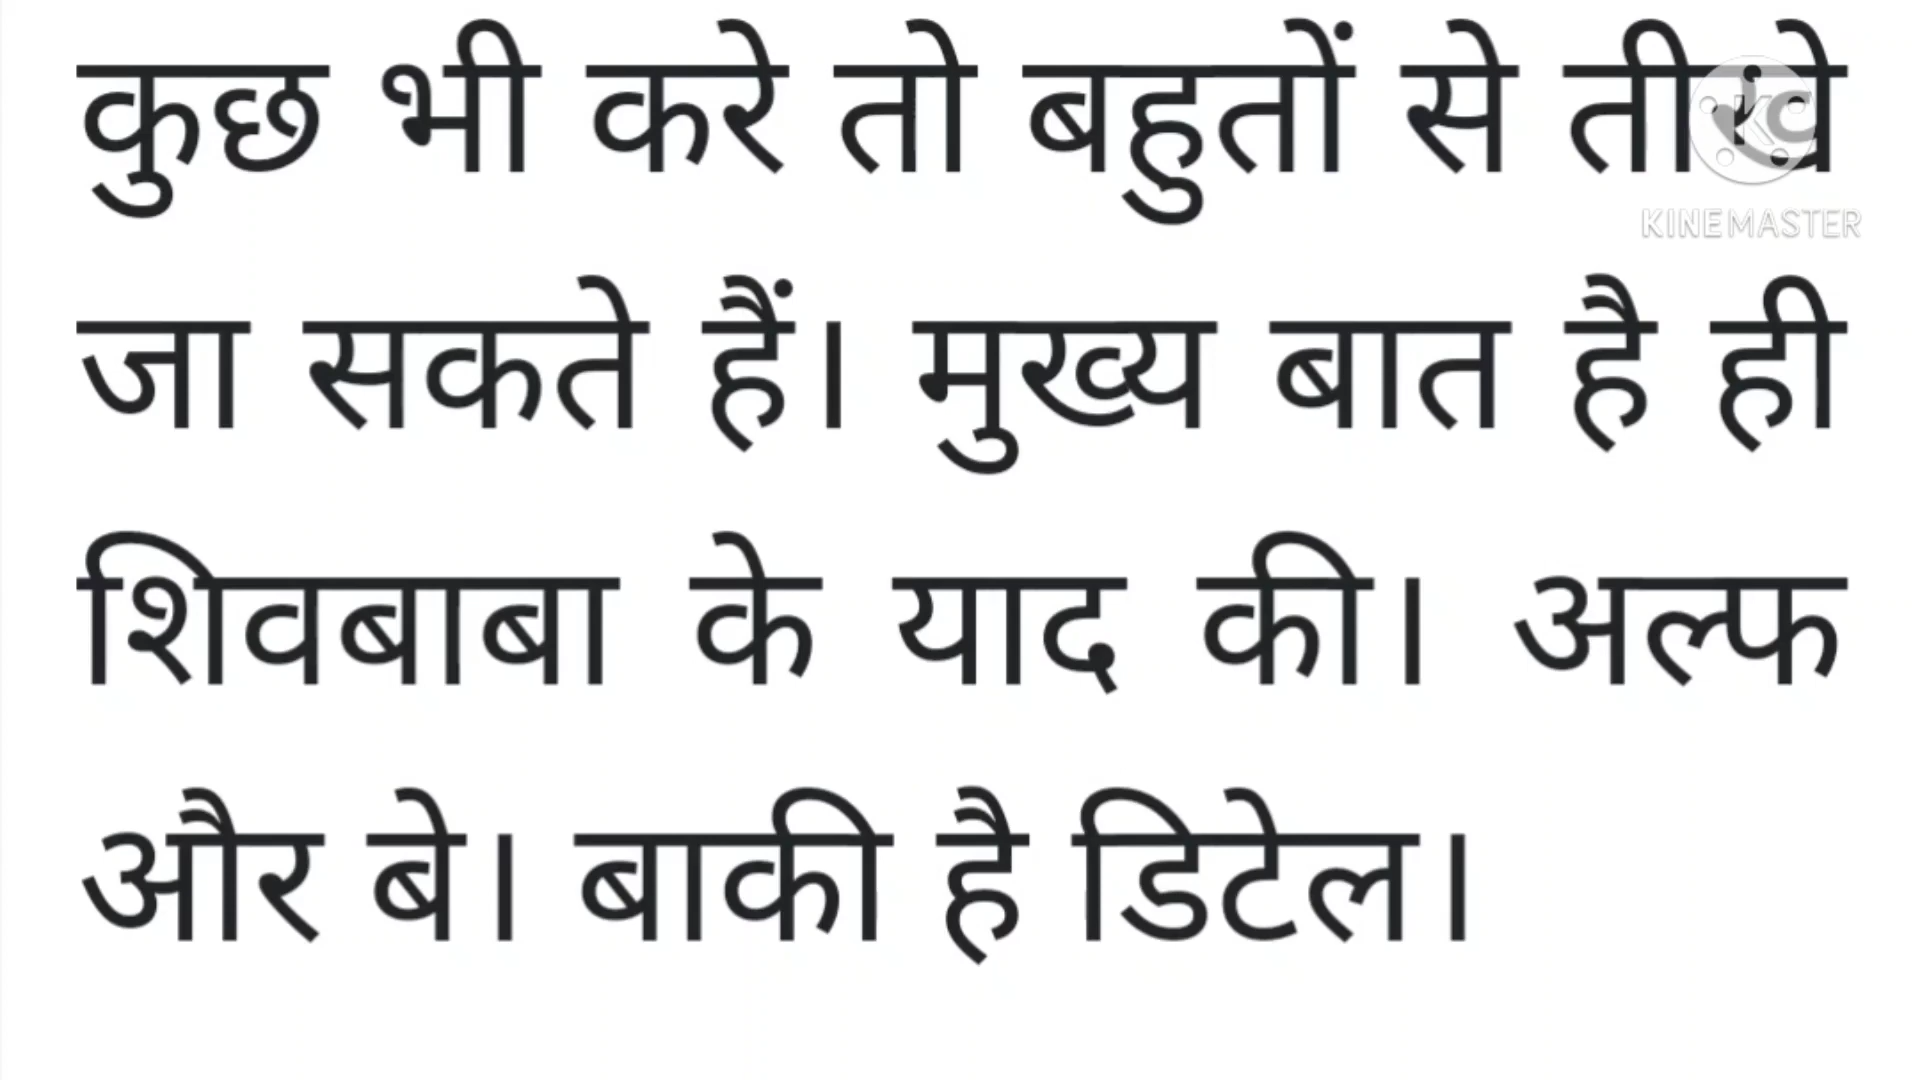 कुछ भी करे तो बहुतों से तीखे
जा सकते हैं। मुख्य बात है ही
शिवबाबा के याद की। अल्फ
और बे। बाकी है डिटेल।
KINEMASTER